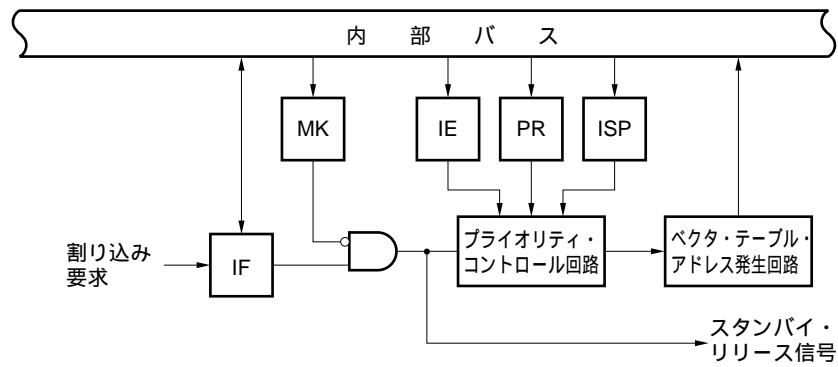 内 部 バ ス
MK
IE
PR
ISP
割り込み
要求
IF
プライオリティ・
コントロール回路
ベクタ・テーブル・
アドレス発生回路
スタンバイ・
リリース信号